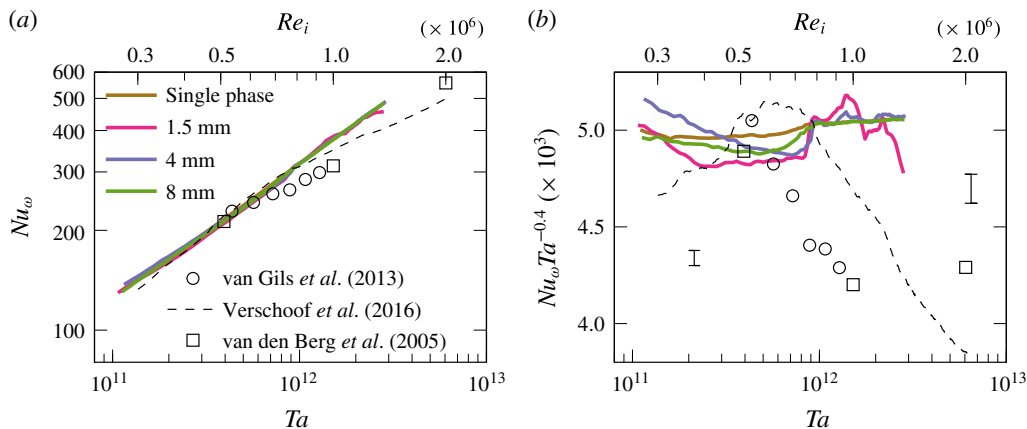 (a)
Re_i
(× 10^6)
0.3 0.5 1.0 2.0
600
500
400
300
200
100
Nu_ω
Single phase
1.5 mm
4 mm
8 mm
van Gils et al. (2013)
Verschoof et al. (2016)
van den Berg et al. (2005)
10^11 10^12 10^13
Ta
(b)
Re_i
(× 10^6)
0.3 0.5 1.0 2.0
5.0
4.5
4.0
Nu_ωTa^−0.4 (× 10^3)
10^11 10^12 10^13
Ta